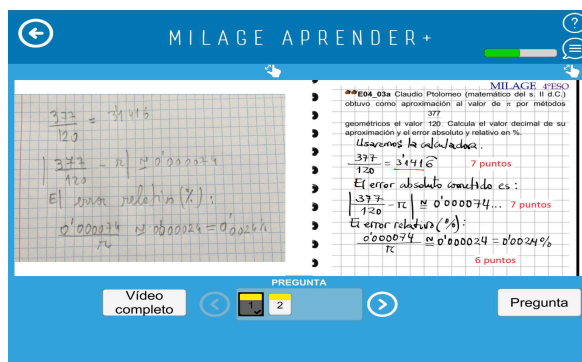 MILAGE APRENDER+
?
377
120 = 3'1416
| 377
120 - π | ≅ 0'000074
El error relativo (%):
0'000074
π ≅ 0'000024 = 0'0024%
MILAGE 4ºESO
E04_03a Claudio Ptolomeo (matemático del s. II d.C.)
obtuvo como aproximación al valor de π por métodos
377
geométricos el valor 120. Calcula el valor decimal de su
aproximación y el error absoluto y relativo en %.
Usaremos la calculadora.
377
120 = 3'1416 7 puntos
El error absoluto cometido es:
| 377
120 - π | ≅ 0'000074... 7 puntos
El error relativo (%)
0'000074
π ≅ 0'000024 = 0'0024%
6 puntos
PREGUNTA
Vídeo
completo
1
2
Pregunta